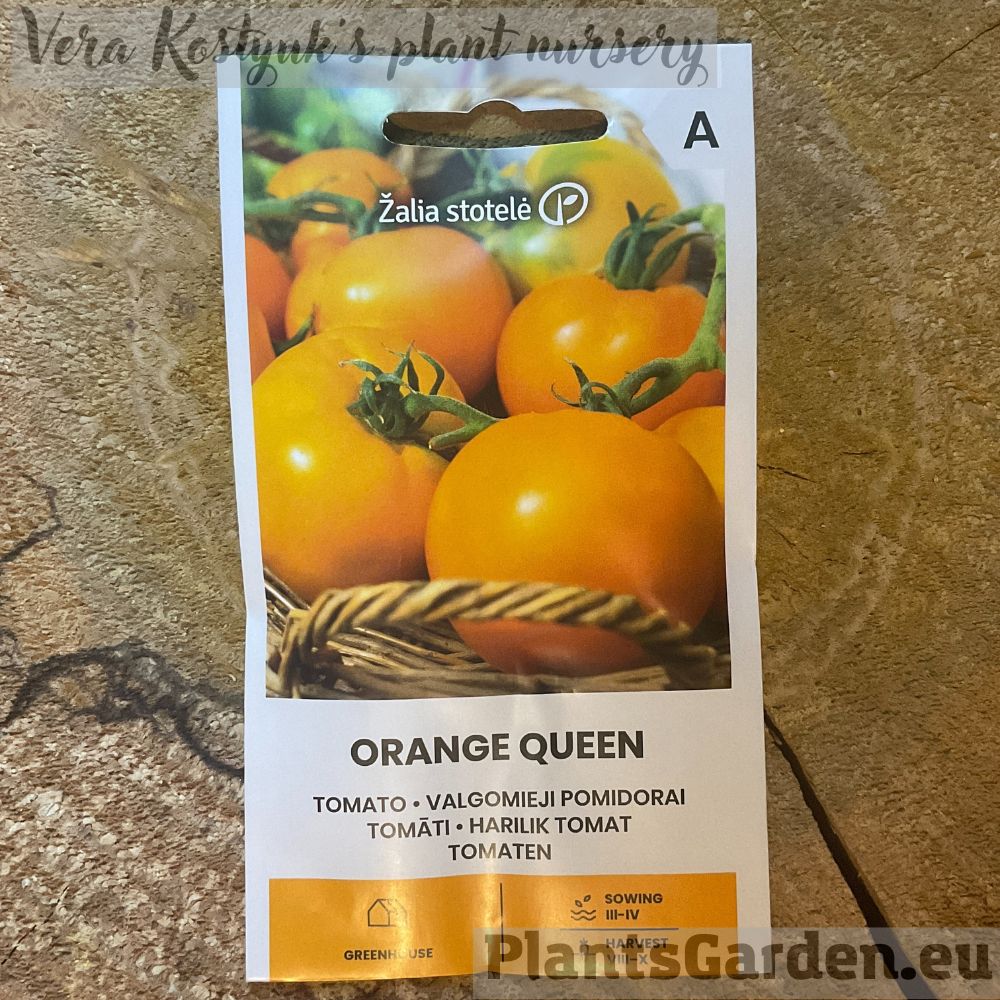 Vera Kostyuk's plant nursery
A
Žalia stotelė
ORANGE QUEEN
TOMATO • VALGOMIEJI POMIDORAI
TOMĀTI • HARILIK TOMAT
TOMATEN
GREENHOUSE
SOWING
III-IV
HARVEST
VIII-X
PlantsGarden.eu